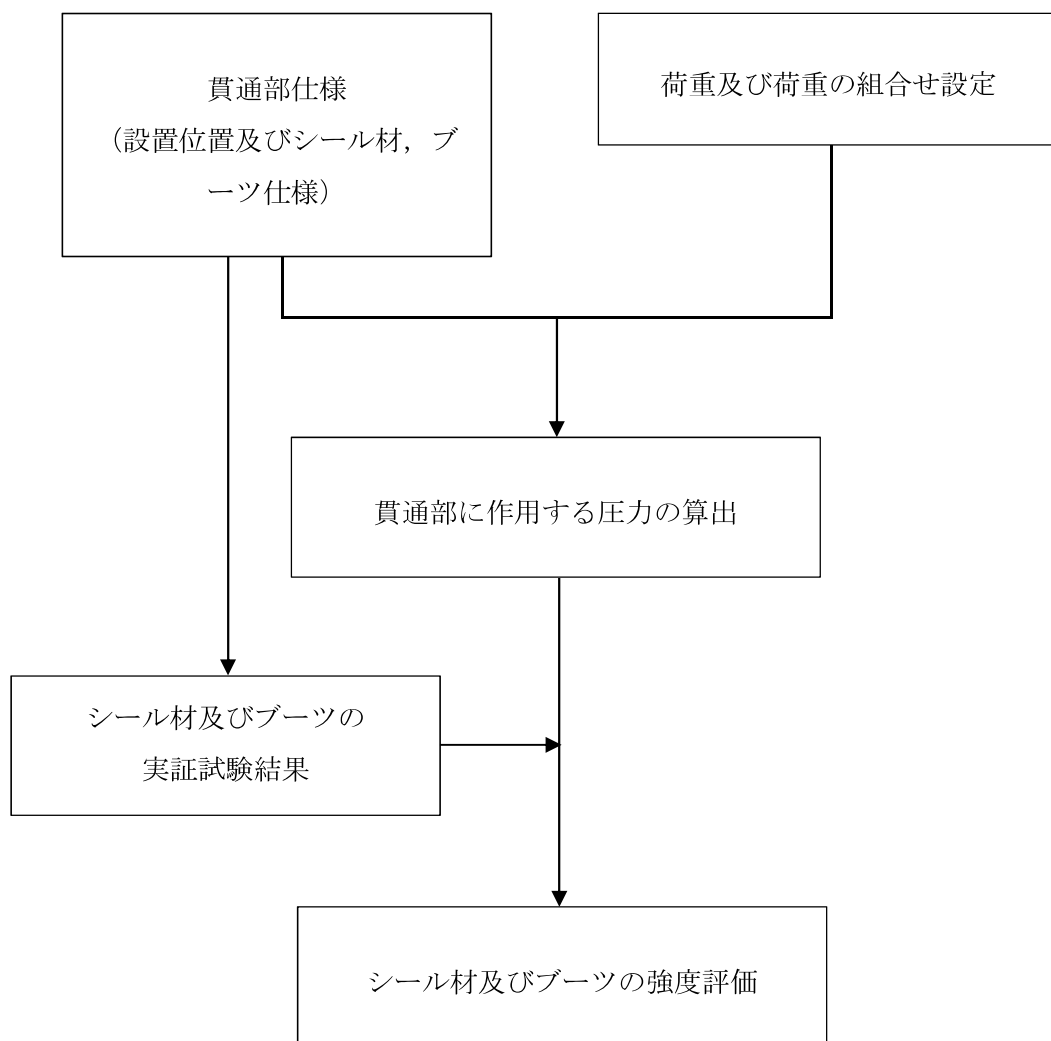 貫通部仕様
（設置位置及びシール材，ブ
ーツ仕様）
荷重及び荷重の組合せ設定
貫通部に作用する圧力の算出
シール材及びブーツの
実証試験結果
シール材及びブーツの強度評価